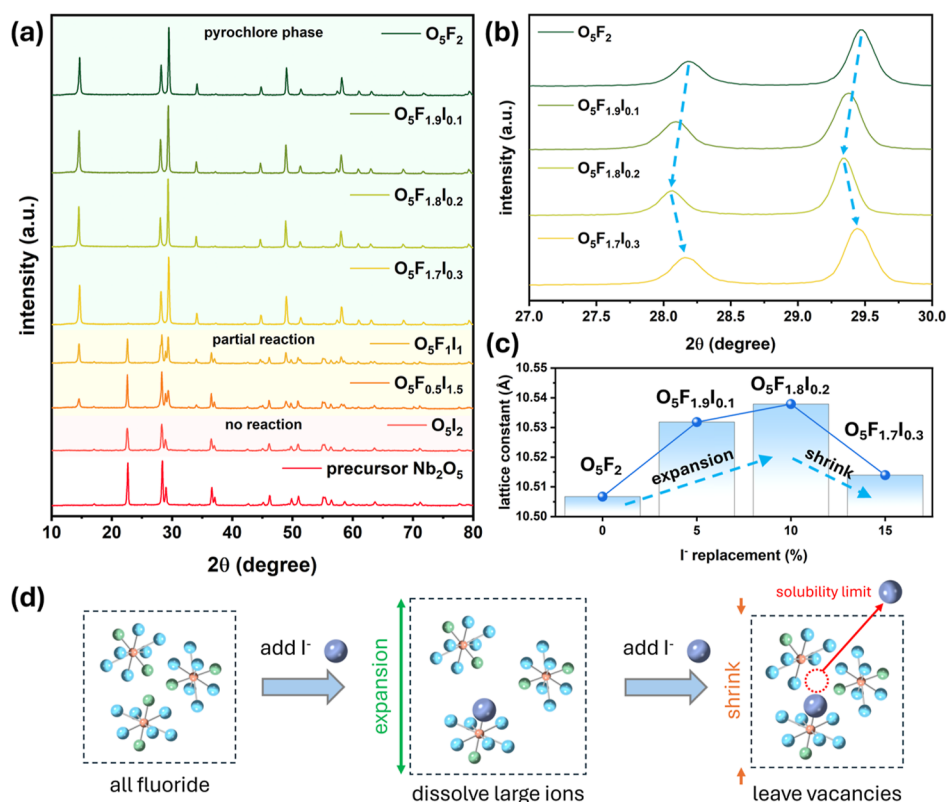 (a)
pyrochlore phase
O₅F₂
O₅F₁.₉I₀.₁
O₅F₁.₈I₀.₂
O₅F₁.₇I₀.₃
partial reaction
O₅F₁I₁
O₅F₀.₅I₁.₅
no reaction
O₅I₂
precursor Nb₂O₅
intensity (a.u.)
10 20 30 40 50 60 70 80
2θ (degree)
(b)
O₅F₂
O₅F₁.₉I₀.₁
O₅F₁.₈I₀.₂
O₅F₁.₇I₀.₃
intensity (a.u.)
27.0 27.5 28.0 28.5 29.0 29.5 30.0
2θ (degree)
(c)
lattice constant (Å)
10.55
10.54
10.53
10.52
10.51
10.50
O₅F₂
O₅F₁.₉I₀.₁
O₅F₁.₈I₀.₂
O₅F₁.₇I₀.₃
expansion
shrink
0 5 10 15
I⁻ replacement (%)
(d)
all fluoride
add I⁻
expansion
dissolve large ions
add I⁻
shrink
solubility limit
leave vacancies